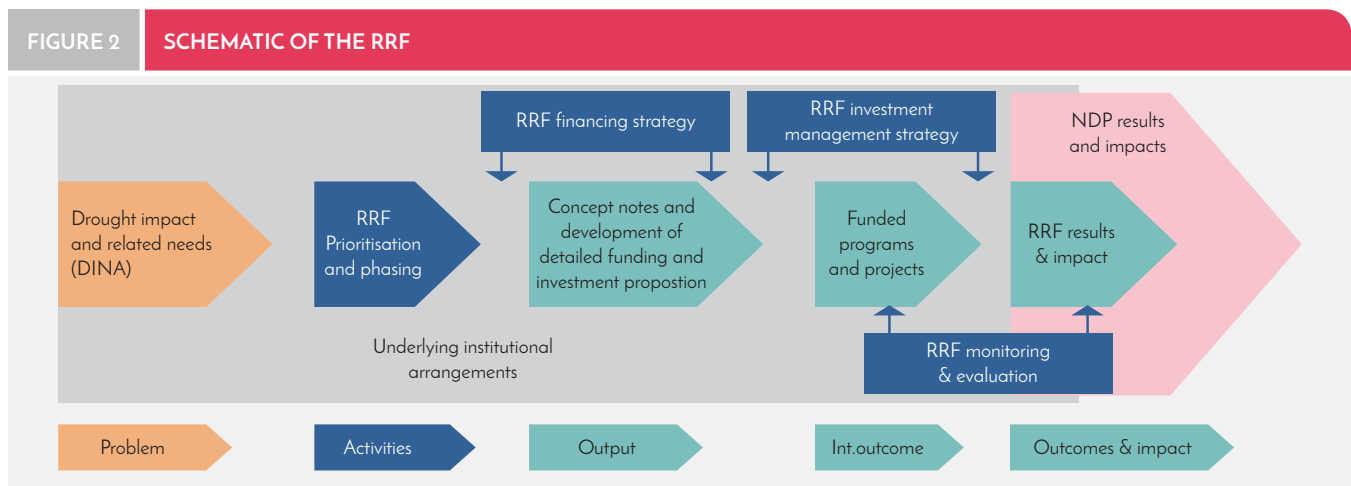 FIGURE 2
SCHEMATIC OF THE RRF
RRF financing strategy
RRF investment
management strategy
NDP results
and impacts
Drought impact
and related needs
(DINA)
RRF
Prioritisation
and phasing
Concept notes and
development of
detailed funding and
investment propostion
Funded
programs
and projects
RRF results
& impact
Underlying institutional
arrangements
RRF monitoring
& evaluation
Problem
Activities
Output
Int.outcome
Outcomes & impact